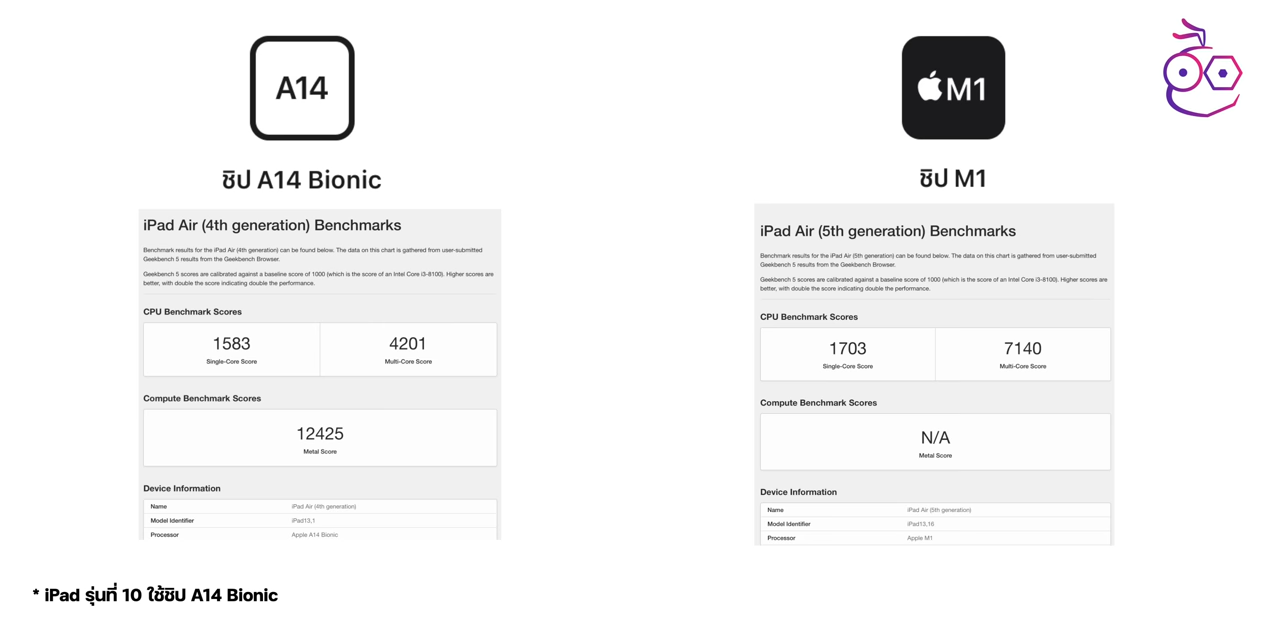 A14
M1
ชิป A14 Bionic
ชิป M1
iPad Air (4th generation) Benchmarks
Benchmark results for the iPad Air (4th generation) can be found below. The data on this chart is gathered from user-submitted
Geekbench 5 results from the Geekbench Browser.
Geekbench 5 scores are calibrated against a baseline score of 1000 (which is the score of an Intel Core i3-8100). Higher scores are
better, with double the score indicating double the performance.
CPU Benchmark Scores
1583
Single-Core Score
4201
Multi-Core Score
Compute Benchmark Scores
12425
Metal Score
Device Information
Name iPad Air (4th generation)
Model Identifier iPad13,1
Processor Apple A14 Bionic
iPad Air (5th generation) Benchmarks
Benchmark results for the iPad Air (5th generation) can be found below. The data on this chart is gathered from user-submitted
Geekbench 5 results from the Geekbench Browser.
Geekbench 5 scores are calibrated against a baseline score of 1000 (which is the score of an Intel Core i3-8100). Higher scores are
better, with double the score indicating double the performance.
CPU Benchmark Scores
1703
Single-Core Score
7140
Multi-Core Score
Compute Benchmark Scores
N/A
Metal Score
Device Information
Name iPad Air (5th generation)
Model Identifier iPad13,16
Processor Apple M1
* iPad รุ่นที่ 10 ใช้ชิป A14 Bionic